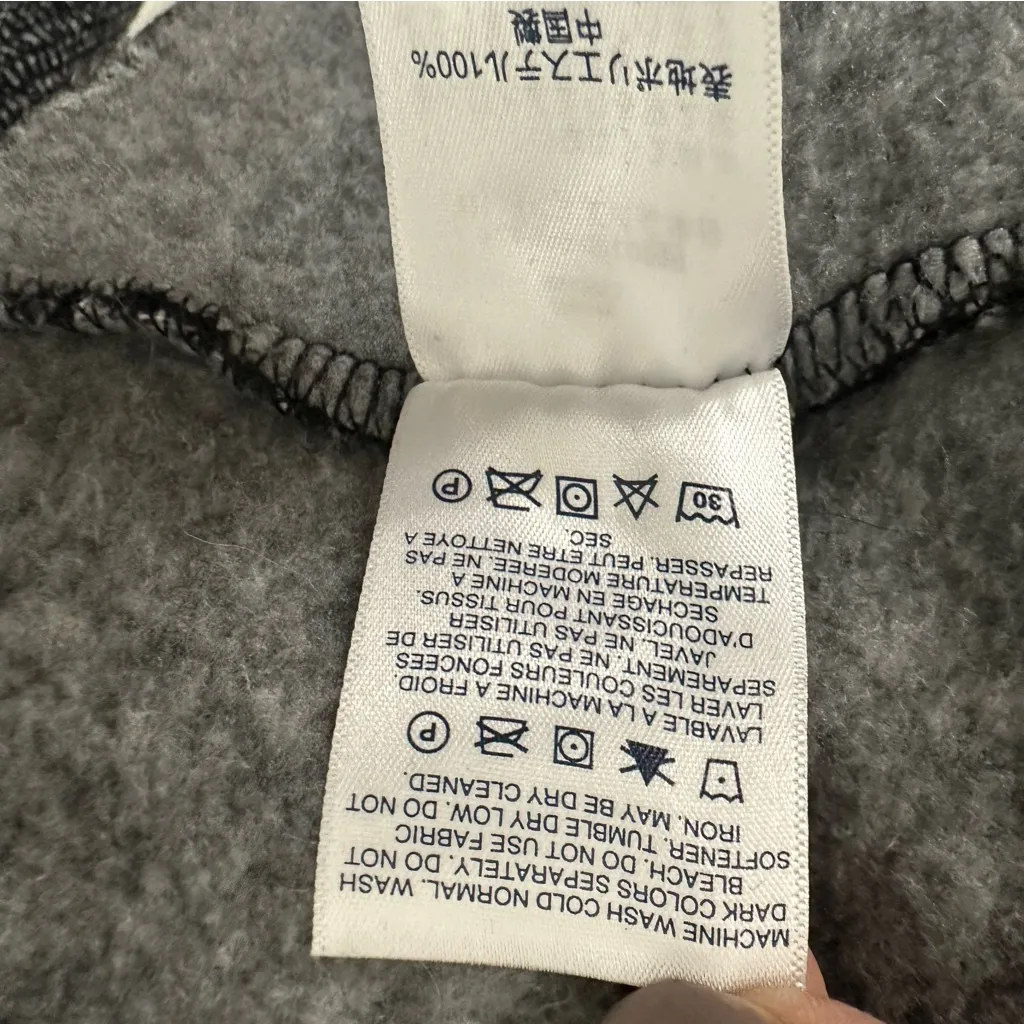 MACHINE WASH COLD NORMAL. WASH
DARK COLORS SEPARATELY. DO NOT
BLEACH. DO NOT USE FABRIC
SOFTENER. TUMBLE DRY LOW. DO NOT
IRON. MAY BE DRY CLEANED.
P
LAVABLE A LA MACHINE A FROID
LAVER LES COULEURS FONCEES
SEPAREMENT. NE PAS UTILISER DE
JAVEL. NE PAS UTILISER
D'ADOUCISSANT POUR TISSUS.
SECHAGE EN MACHINE A
TEMPERATURE MODEREE. NE PAS
REPASSER. PEUT ETRE NETTOYE A
SEC.
30 P
表地ポリエステル100%
中国製